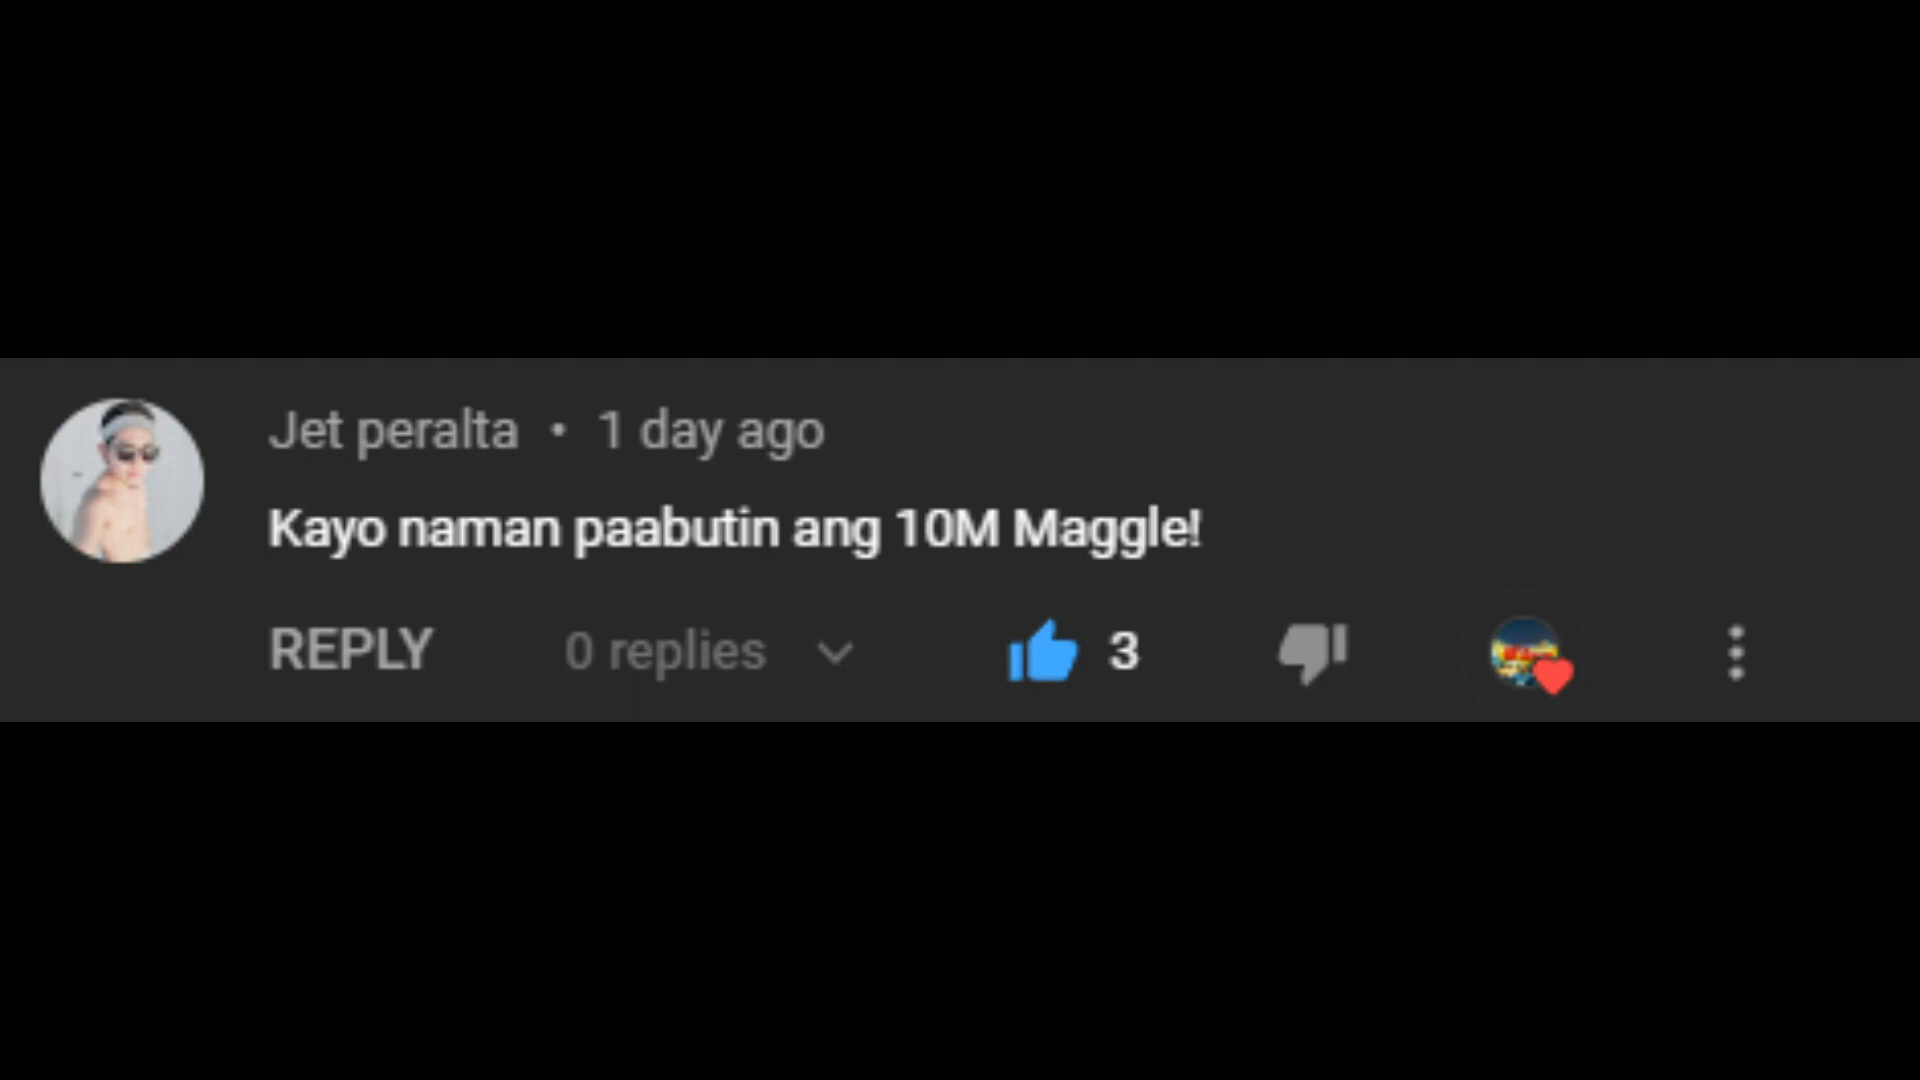 Jet peralta • 1 day ago
Kayo naman paabutin ang 10M Maggle!
REPLY 0 replies 3